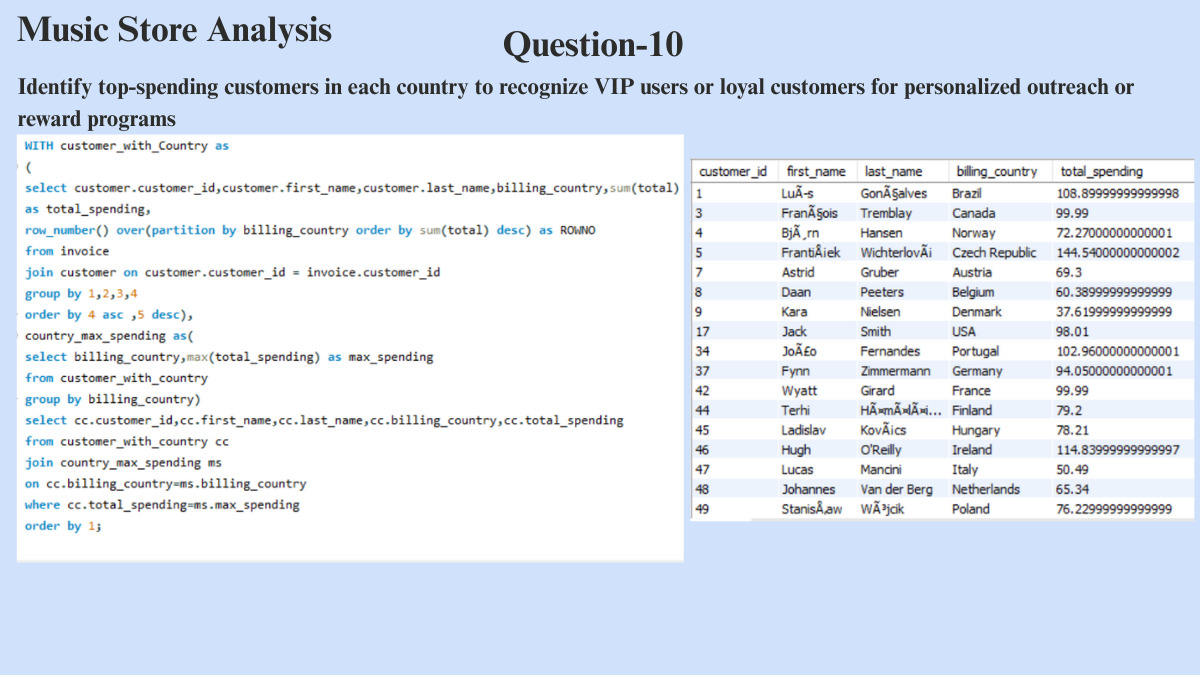 Music Store Analysis
Question-10
Identify top-spending customers in each country to recognize VIP users or loyal customers for personalized outreach or
reward programs
WITH customer_with_Country as
(
select customer.customer_id,customer.first_name,customer.last_name,billing_country,sum(total)
as total_spending,
row_number() over(partition by billing_country order by sum(total) desc) as ROWNO
from invoice
join customer on customer.customer_id = invoice.customer_id
group by 1,2,3,4
order by 4 asc ,5 desc),
country_max_spending as(
select billing_country,max(total_spending) as max_spending
from customer_with_country
group by billing_country)
select cc.customer_id,cc.first_name,cc.last_name,cc.billing_country,cc.total_spending
from customer_with_country cc
join country_max_spending ms
on cc.billing_country=ms.billing_country
where cc.total_spending=ms.max_spending
order by 1;
customer_id first_name last_name billing_country total_spending
1 LuÃ-s GonÃ§alves Brazil 108.89999999999998
3 FranÃ§ois Tremblay Canada 99.99
4 BjÃ¸rn Hansen Norway 72.27000000000001
5 FrantiÅ¡ek WichterlovÃ¡ Czech Republic 144.54000000000002
7 Astrid Gruber Austria 69.3
8 Daan Peeters Belgium 60.38999999999999
9 Kara Nielsen Denmark 37.61999999999999
17 Jack Smith USA 98.01
34 JoÃ£o Fernandes Portugal 102.96000000000001
37 Fynn Zimmermann Germany 94.05000000000001
42 Wyatt Girard France 99.99
44 Terhi HÃ¤mÃ¤lÃ¤i... Finland 79.2
45 Ladislav KovÃ¡cs Hungary 78.21
46 Hugh O'Reilly Ireland 114.83999999999997
47 Lucas Mancini Italy 50.49
48 Johannes Van der Berg Netherlands 65.34
49 StanisÅ‚aw WÃ³jcik Poland 76.22999999999999